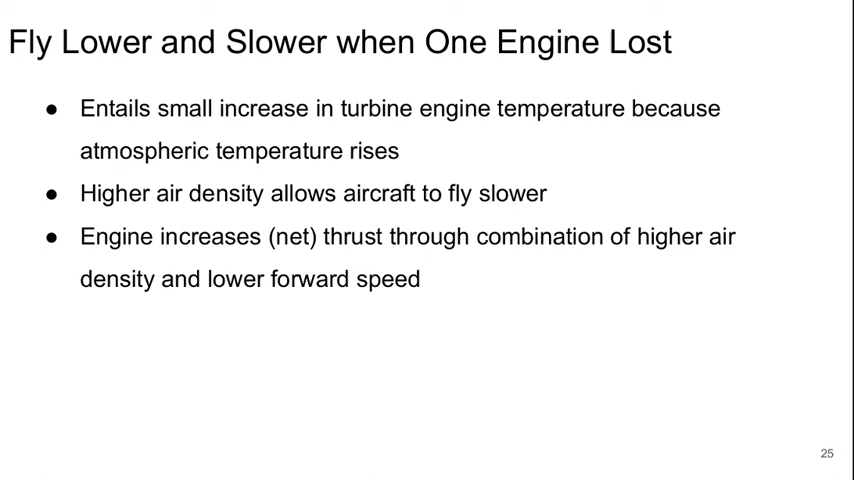 Fly Lower and Slower when One Engine Lost
● Entails small increase in turbine engine temperature because
atmospheric temperature rises
● Higher air density allows aircraft to fly slower
● Engine increases (net) thrust through combination of higher air
density and lower forward speed
25